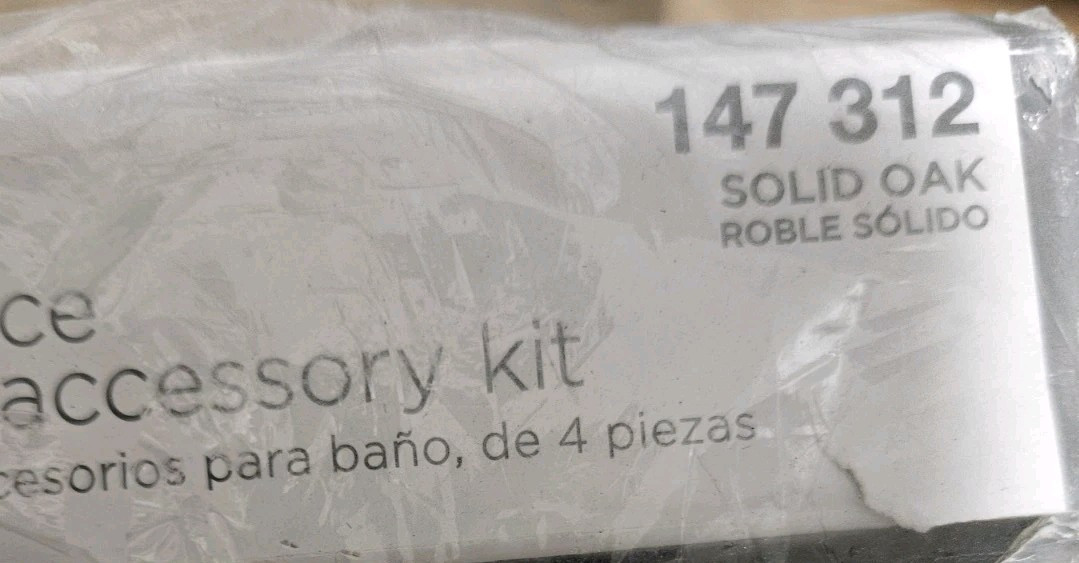 147 312
SOLID OAK
ROBLE SÓLIDO
ce
accessory kit
cesorios para baño, de 4 piezas